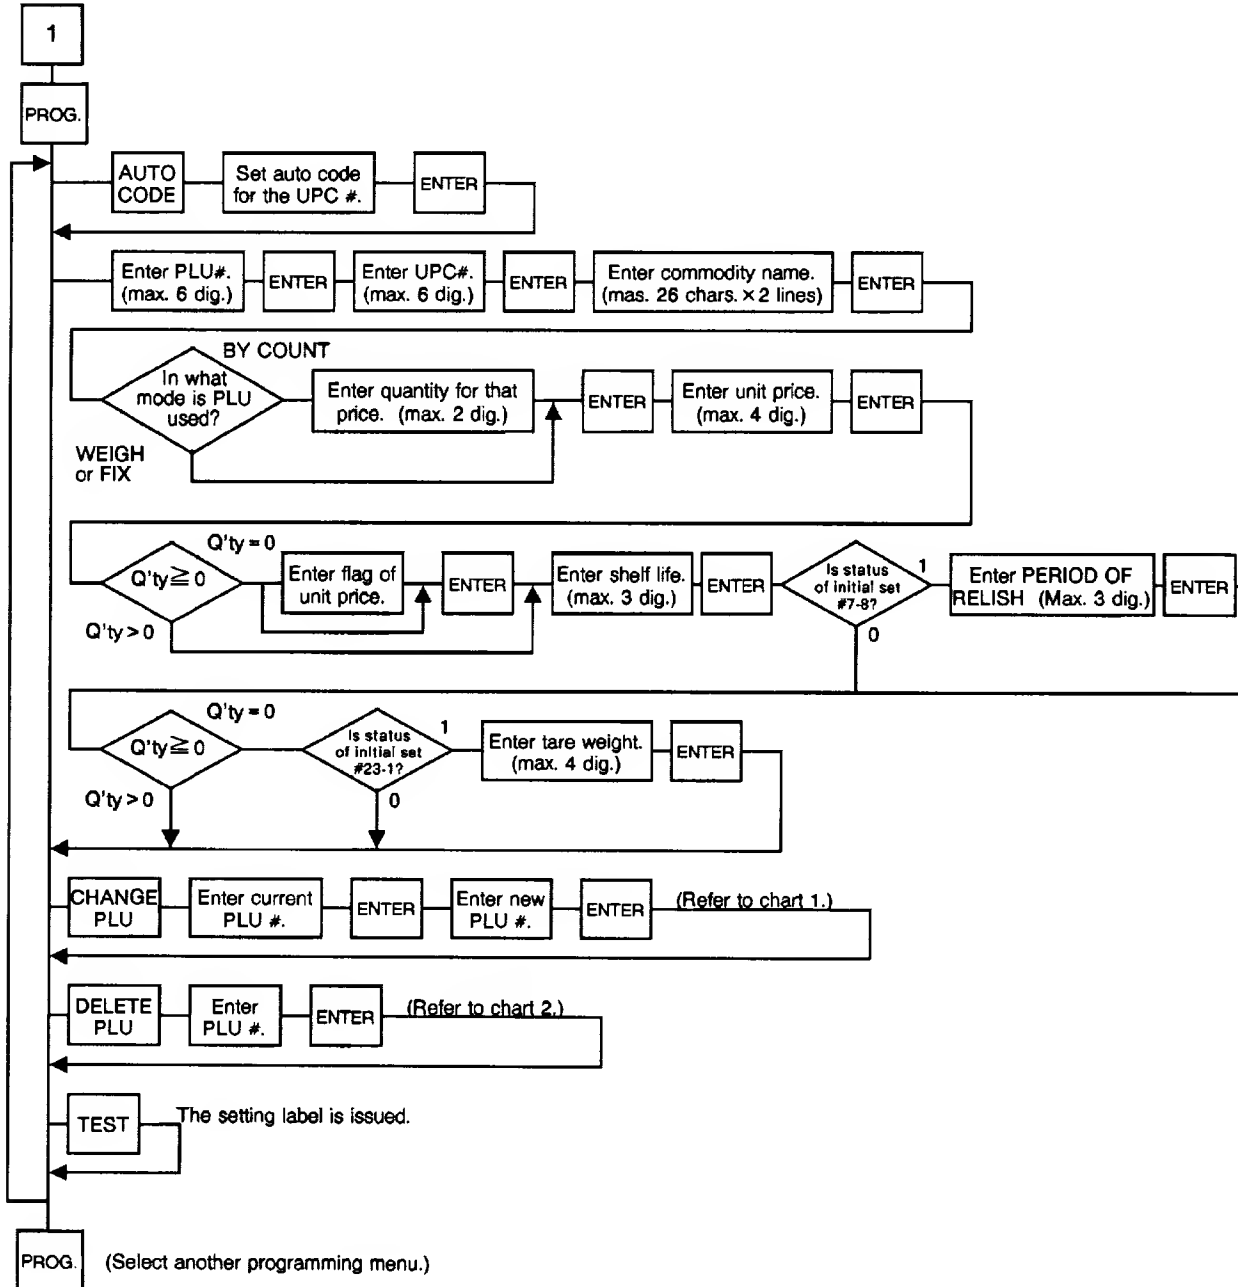 1
PROG.
AUTO
CODE
Set auto code
for the UPC #.
ENTER
Enter PLU#.
(max. 6 dig.)
ENTER
Enter UPC#.
(max. 6 dig.)
ENTER
Enter commodity name.
(mas. 26 chars. × 2 lines)
ENTER
In what
mode is PLU
used?
BY COUNT
WEIGH
or FIX
Enter quantity for that
price. (max. 2 dig.)
ENTER
Enter unit price.
(max. 4 dig.)
ENTER
Q'ty ≧ 0
Q'ty = 0
Q'ty > 0
Enter flag of
unit price.
ENTER
Enter shelf life.
(max. 3 dig.)
ENTER
Is status
of initial set
#7-8?
1
0
Enter PERIOD OF
RELISH (Max. 3 dig.)
ENTER
Q'ty ≧ 0
Q'ty = 0
Q'ty > 0
Is status
of initial set
#23-1?
1
0
Enter tare weight.
(max. 4 dig.)
ENTER
CHANGE
PLU
Enter current
PLU #.
ENTER
Enter new
PLU #.
ENTER
(Refer to chart 1.)
DELETE
PLU
Enter
PLU #.
ENTER
(Refer to chart 2.)
TEST
The setting label is issued.
PROG.
(Select another programming menu.)